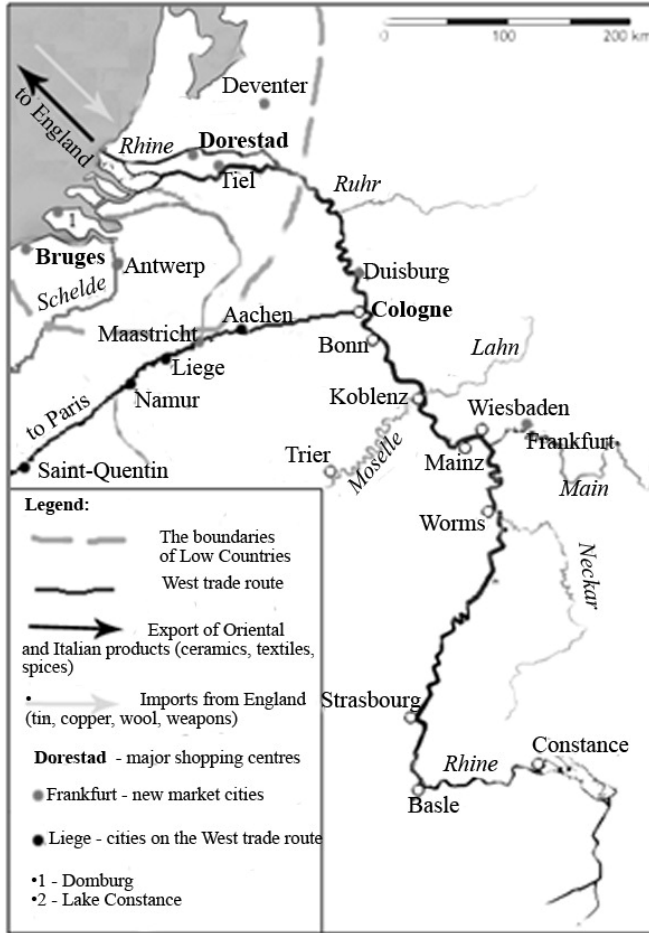 0
100
200 km
to England
Deventer
Rhine
Dorestad
Tiel
Ruhr
1
Bruges
Antwerp
Schelde
Duisburg
Aachen
Cologne
Maastricht
Bonn
Liege
Lahn
Namur
Koblenz
to Paris
Wiesbaden
Frankfurt
Trier
Moselle
Mainz
Main
Saint-Quentin
Worms
Neckar
Strasbourg
Constance
Rhine
2
Basle
Legend:
The boundaries
of Low Countries
West trade route
Export of Oriental
and Italian products (ceramics, textiles,
spices)
•
Imports from England
(tin, copper, wool, weapons)
Dorestad - major shopping centres
Frankfurt - new market cities
Liege - cities on the West trade route
•1 - Domburg
•2 - Lake Constance